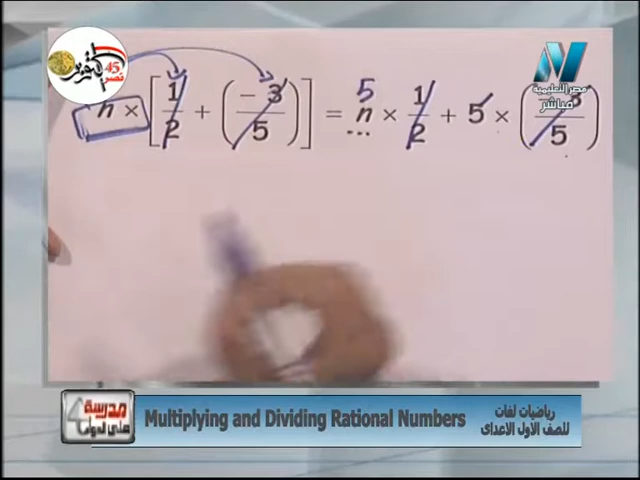 45
مصر التعليمية
مباشر
n × [ 1/2 + ( -3/5 ) ] = n × 1/2 + 5 × ( -3/5 )
5
...
مدرسة
على الهواء
Multiplying and Dividing Rational Numbers
رياضيات لغات
للصف الأول الاعدادى